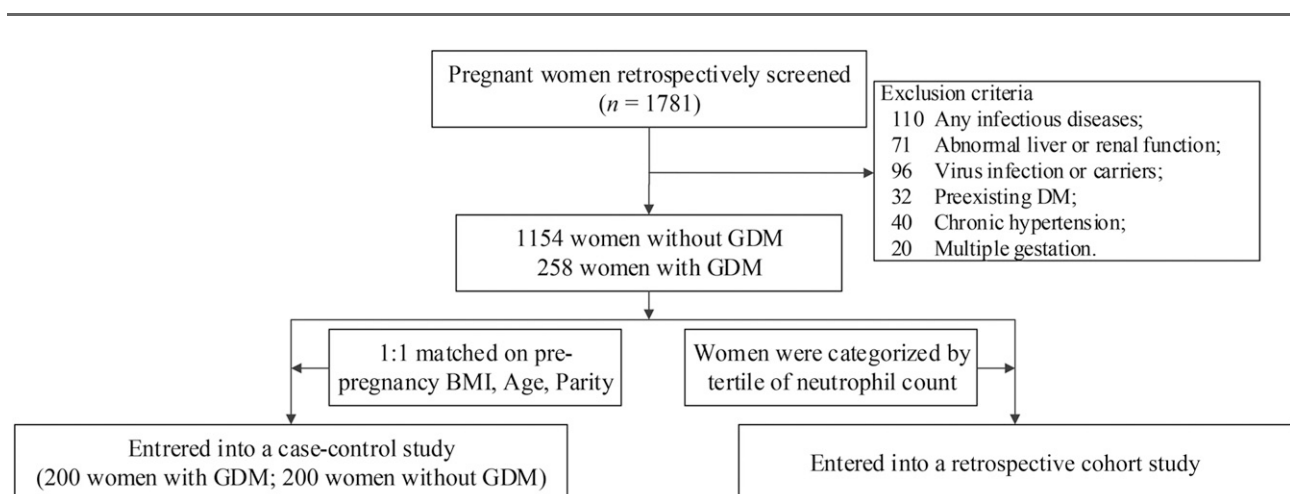 Pregnant women retrospectively screened
(n = 1781)
Exclusion criteria
110 Any infectious diseases;
71 Abnormal liver or renal function;
96 Virus infection or carriers;
32 Preexisting DM;
40 Chronic hypertension;
20 Multiple gestation.
1154 women without GDM
258 women with GDM
1:1 matched on pre-
pregnancy BMI, Age, Parity
Women were categorized by
tertile of neutrophil count
Entrered into a case-control study
(200 women with GDM; 200 women without GDM)
Entered into a retrospective cohort study